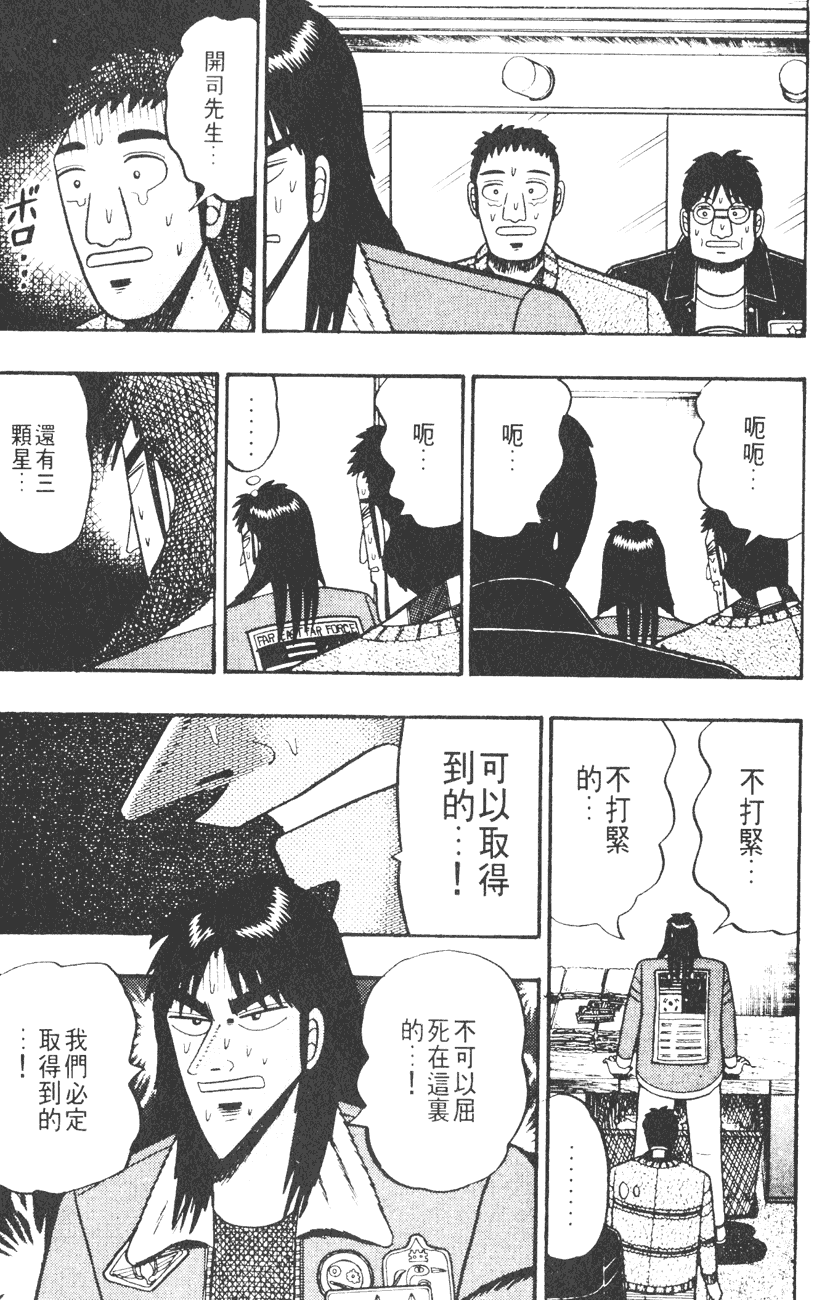 開司先生…
ボロ…
呃呃…
呃…
呃…
……
FAR EAST AIR FORCE
還有三
顆星…
不打緊…
不打緊
的…
……
可以取得
到的…！
不可以屈
死在這裏
的…！
我們必定
取得到的
…！